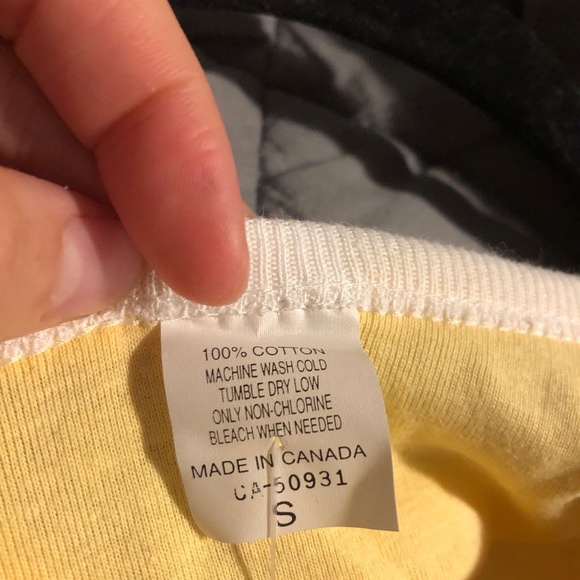 100% COTTON
MACHINE WASH COLD
TUMBLE DRY LOW
ONLY NON-CHLORINE
BLEACH WHEN NEEDED
MADE IN CANADA
CA-50931
S